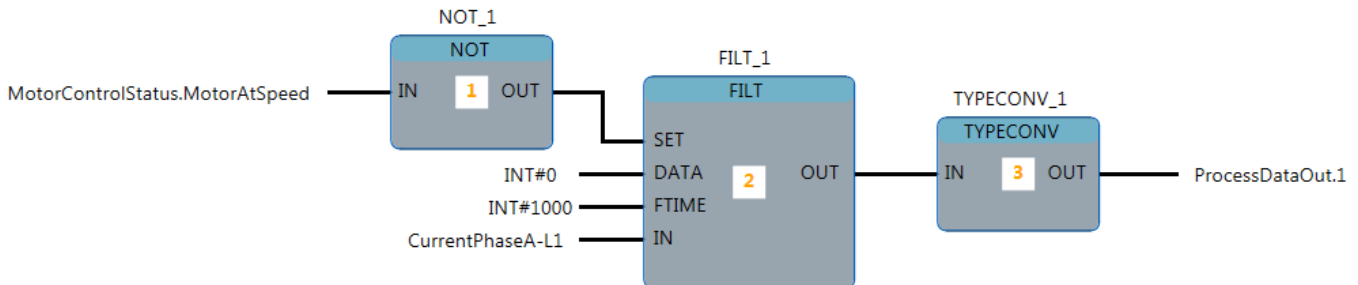 NOT_1
NOT
MotorControlStatus.MotorAtSpeed
IN 1 OUT
FILT_1
FILT
SET
INT#0
DATA
INT#1000
FTIME
CurrentPhaseA-L1
IN
2
OUT
TYPECONV_1
TYPECONV
IN 3 OUT
ProcessDataOut.1